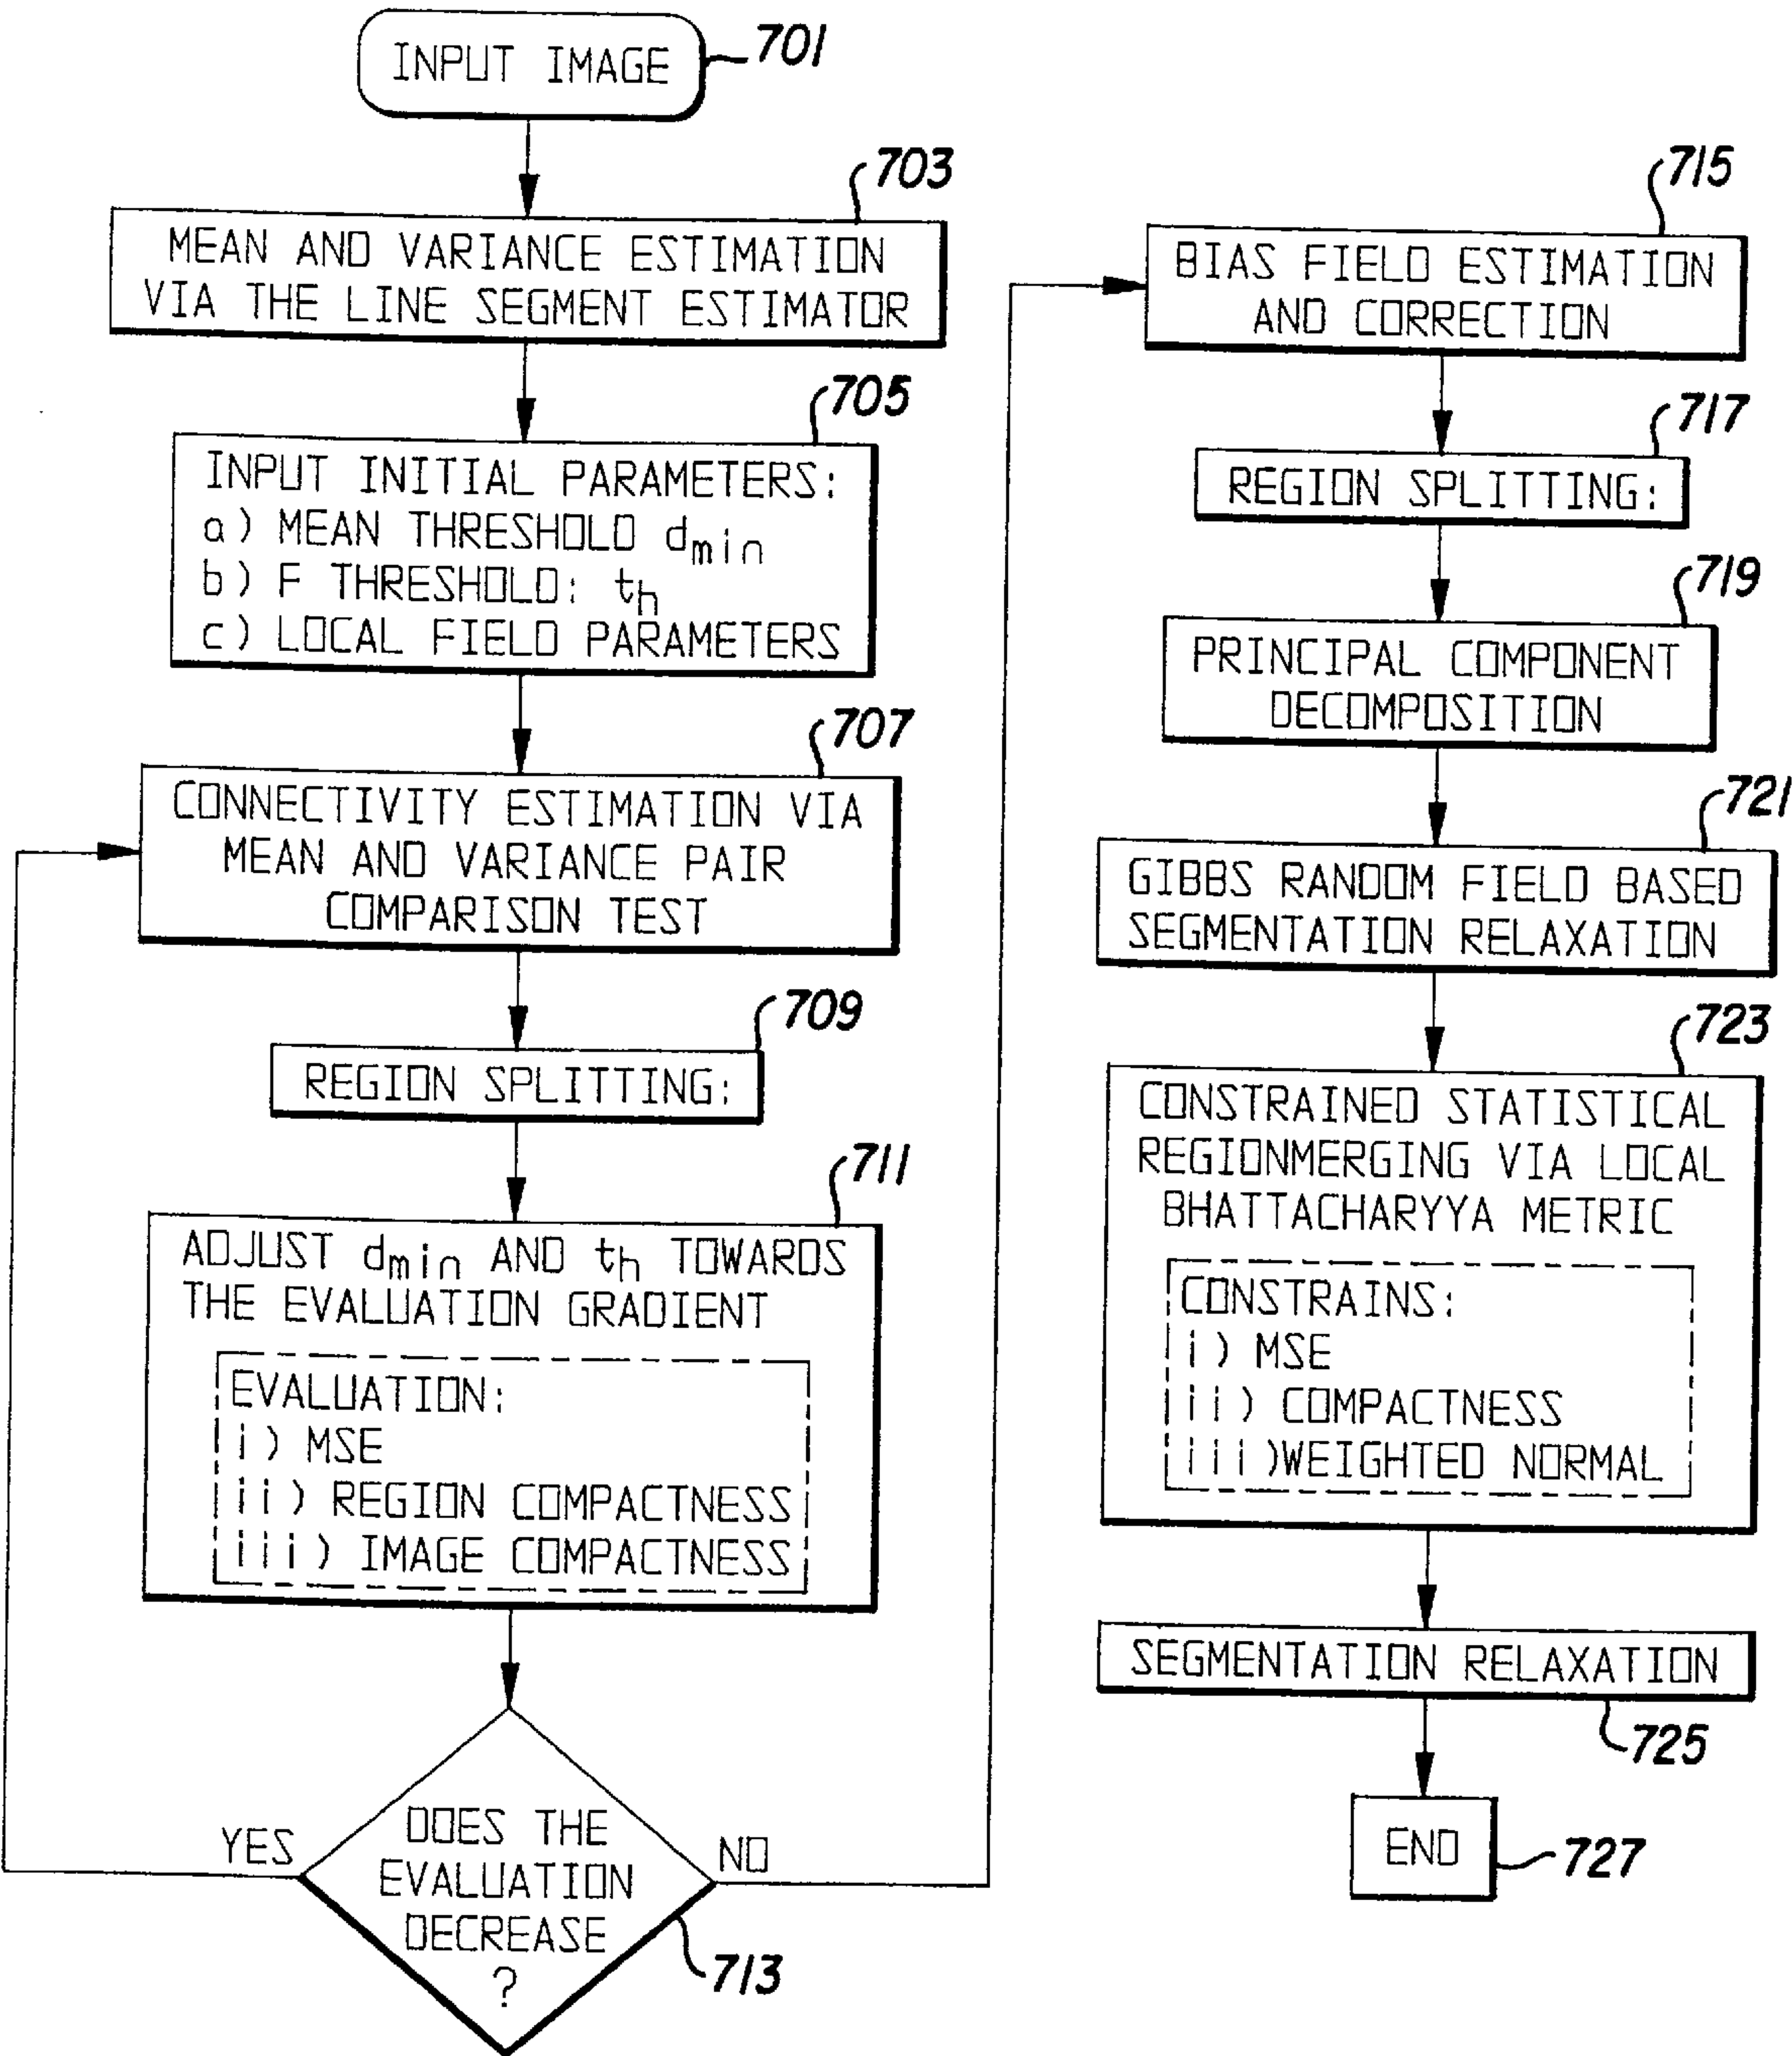 INPUT IMAGE
701
703
MEAN AND VARIANCE ESTIMATION
VIA THE LINE SEGMENT ESTIMATOR
705
INPUT INITIAL PARAMETERS:
a) MEAN THRESHOLD dmin
b) F THRESHOLD: th
c) LOCAL FIELD PARAMETERS
707
CONNECTIVITY ESTIMATION VIA
MEAN AND VARIANCE PAIR
COMPARISON TEST
709
REGION SPLITTING:
711
ADJUST dmin AND th TOWARDS
THE EVALUATION GRADIENT
EVALUATION:
i) MSE
ii) REGION COMPACTNESS
iii) IMAGE COMPACTNESS
YES
DOES THE
EVALUATION
DECREASE
?
NO
713
715
BIAS FIELD ESTIMATION
AND CORRECTION
717
REGION SPLITTING:
719
PRINCIPAL COMPONENT
DECOMPOSITION
721
GIBBS RANDOM FIELD BASED
SEGMENTATION RELAXATION
723
CONSTRAINED STATISTICAL
REGIONMERGING VIA LOCAL
BHATTACHARYYA METRIC
CONSTRAINS:
i) MSE
ii) COMPACTNESS
iii)WEIGHTED NORMAL
SEGMENTATION RELAXATION
725
END
727